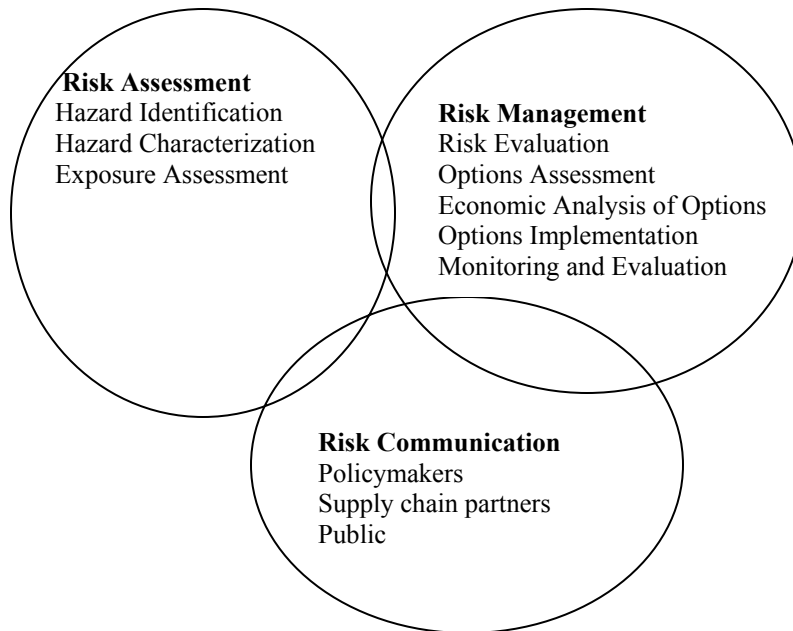 Risk Assessment
Hazard Identification
Hazard Characterization
Exposure Assessment
Risk Management
Risk Evaluation
Options Assessment
Economic Analysis of Options
Options Implementation
Monitoring and Evaluation
Risk Communication
Policymakers
Supply chain partners
Public